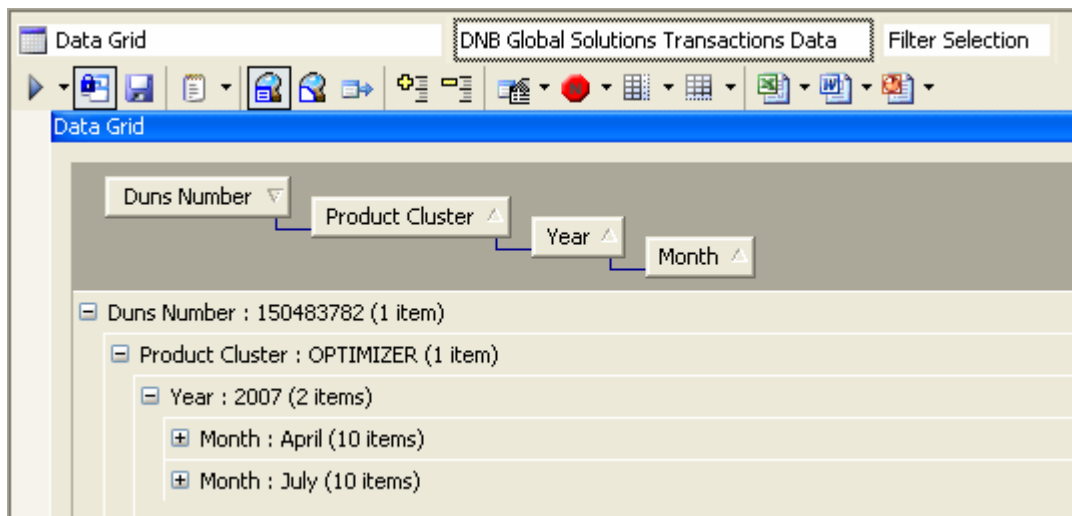 Data Grid DNB Global Solutions Transactions Data Filter Selection
Data Grid
Duns Number
Product Cluster
Year
Month
Duns Number : 150483782 (1 item)
Product Cluster : OPTIMIZER (1 item)
Year : 2007 (2 items)
Month : April (10 items)
Month : July (10 items)